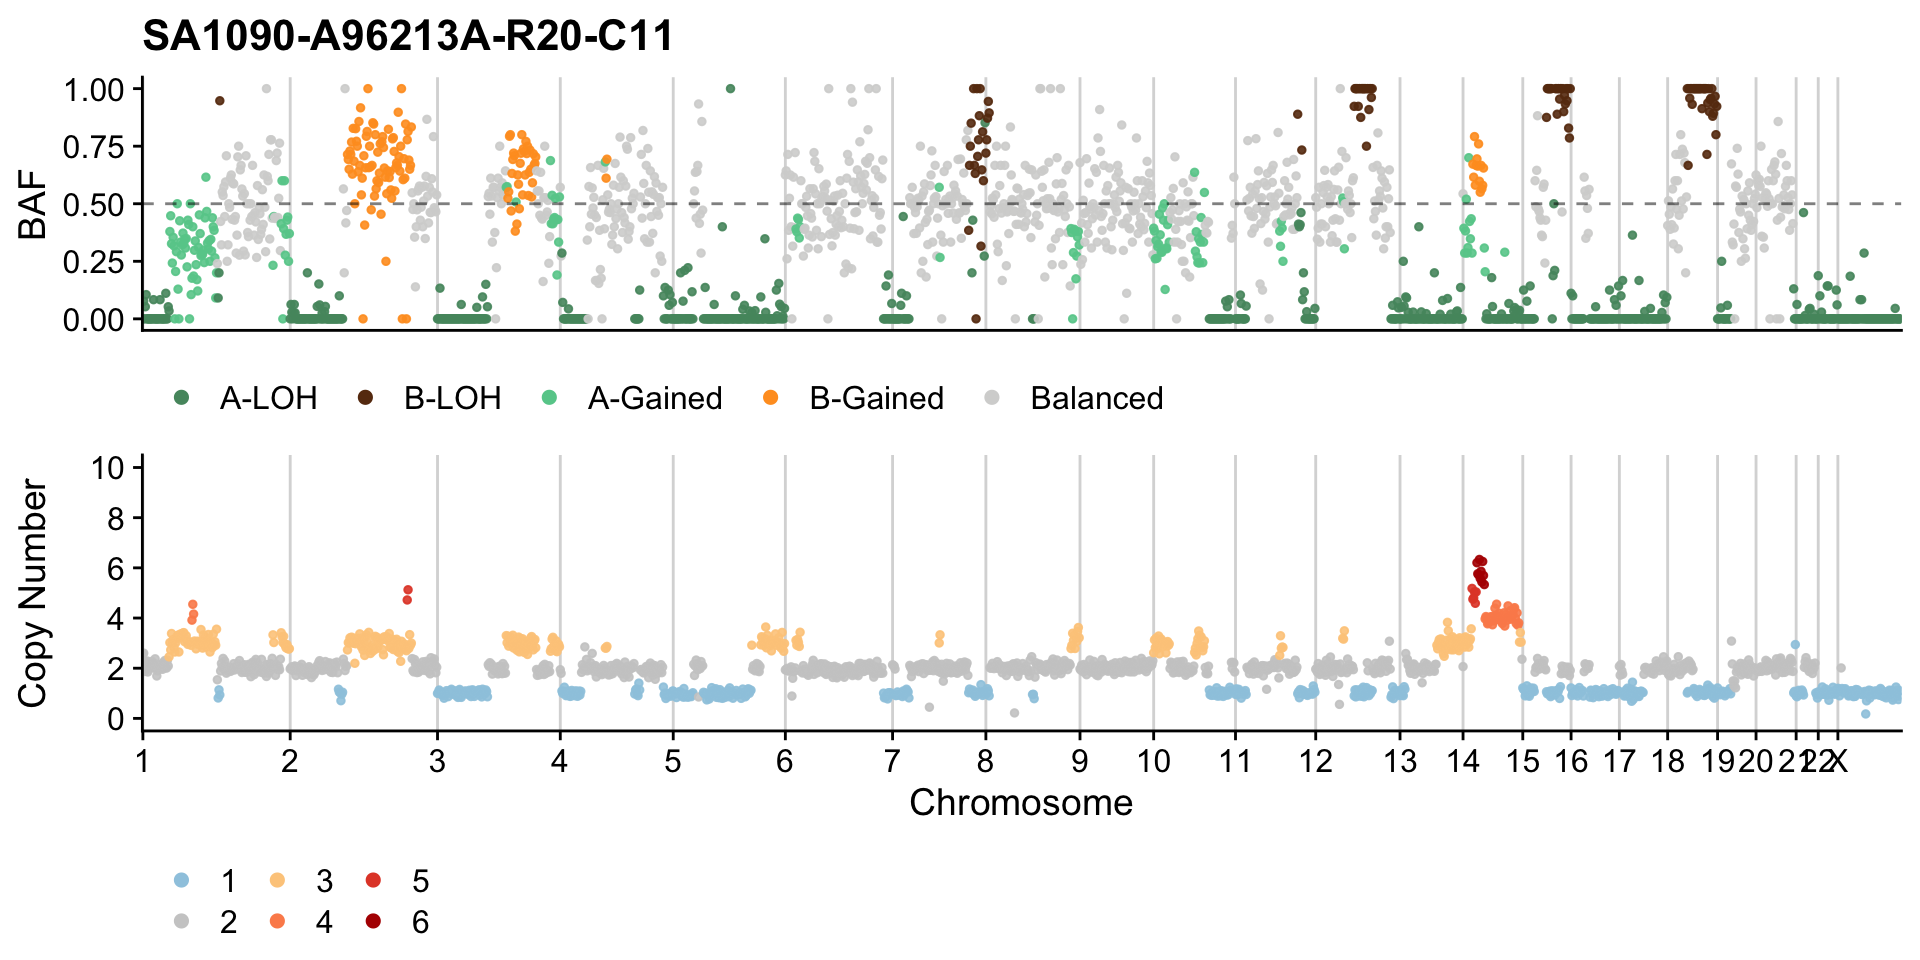 SA1090-A96213A-R20-C11
1.00
0.75
0.50
0.25
0.00
BAF
A-LOH B-LOH A-Gained B-Gained Balanced
10
8
6
4
2
0
Copy Number
1 2 3 4 5 6 7 8 9 10 11 12 13 14 15 16 17 18 19 20 21 22 X
Chromosome
1 3 5
2 4 6